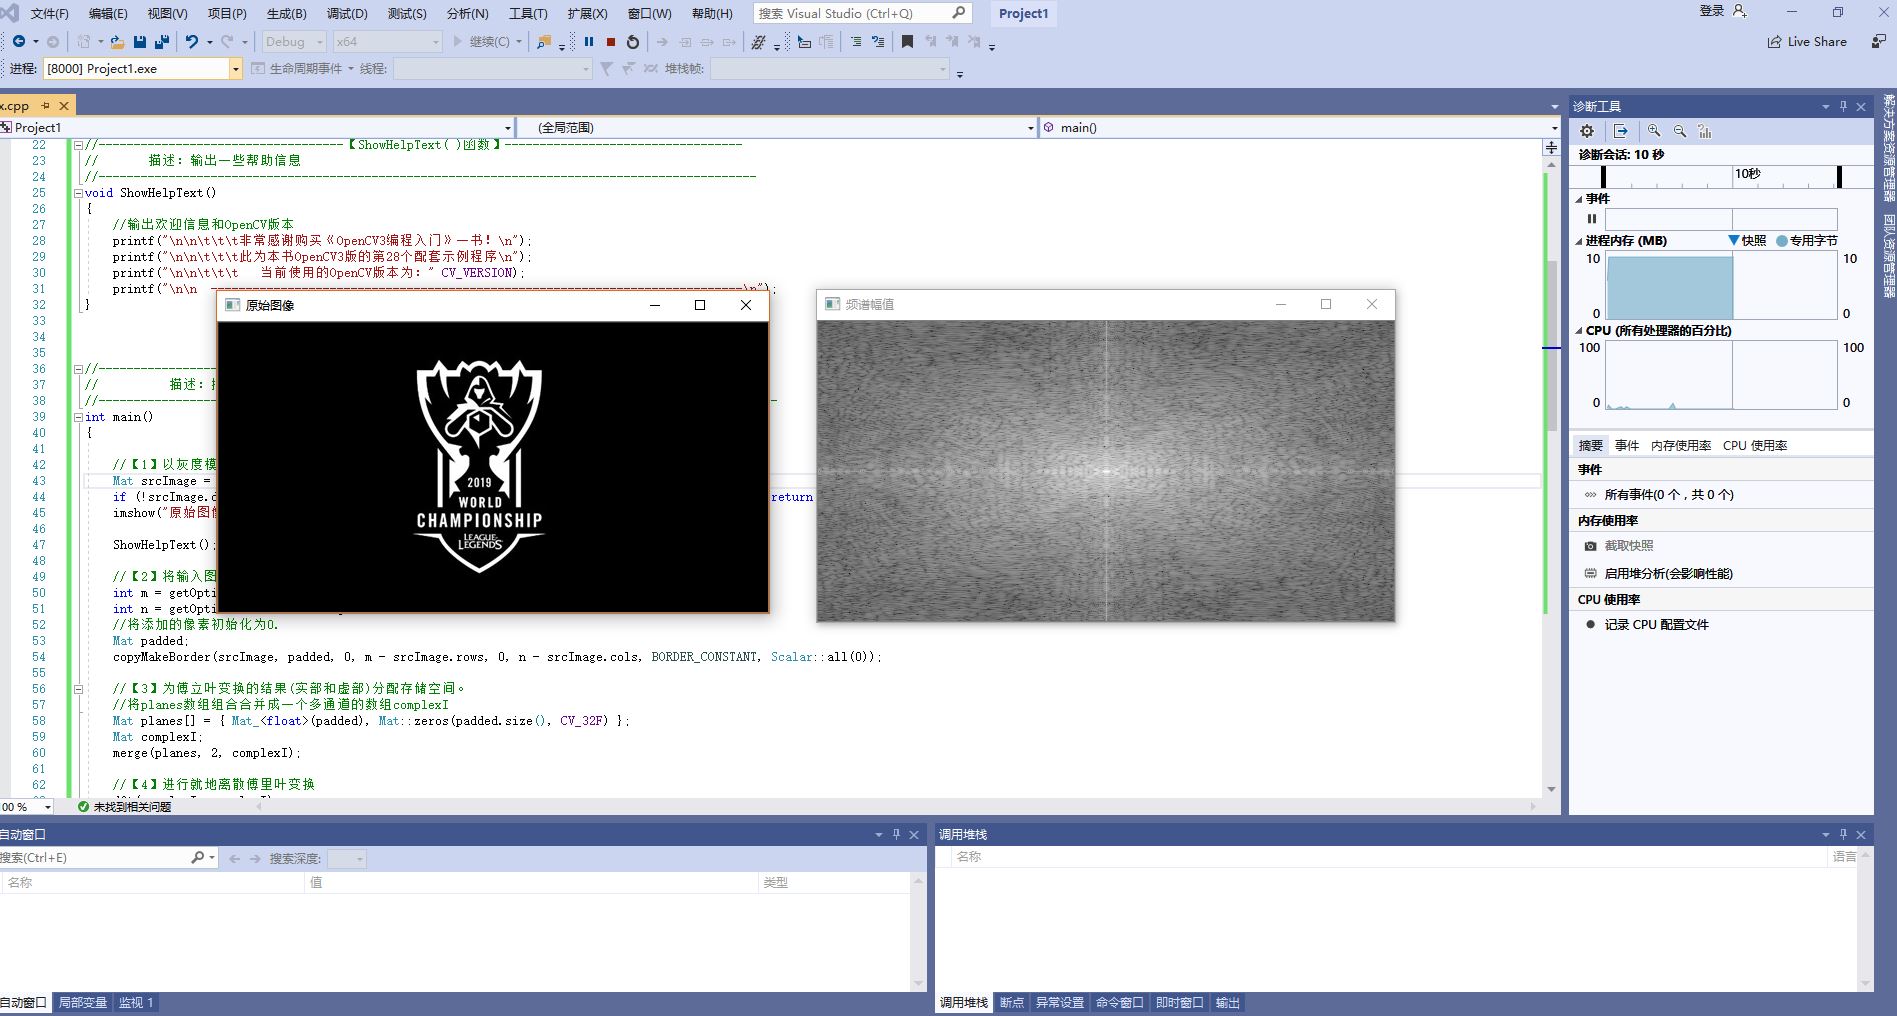 文件(F) 编辑(E) 视图(V) 项目(P) 生成(B) 调试(D) 测试(S) 分析(N) 工具(T) 扩展(X) 窗口(W) 帮助(H) 搜索 Visual Studio (Ctrl+Q) Project1 登录
Debug x64 继续(C) Live Share
进程: [8000] Project1.exe 生命周期事件 线程: 堆栈帧:
x.cpp
Project1 (全局范围) main()
22 //-----------------------------------【ShowHelpText( )函数】----------------------------------
23 // 描述：输出一些帮助信息
24 //----------------------------------------------------------------------------------------------
25 void ShowHelpText()
26 {
27 //输出欢迎信息和OpenCV版本
28 printf("\n\n\t\t\t非常感谢购买《OpenCV3编程入门》一书！\n");
29 printf("\n\n\t\t\t此为本书OpenCV3版的第28个配套示例程序\n");
30 printf("\n\n\t\t\t 当前使用的OpenCV版本为：" CV_VERSION);
31 printf("\n\n ----------------------------------------------------------------------------\n");
32 }
33
34
35
36 //--------------------
37 // 描述：
38 //--------------------
39 int main()
40 {
41
42 //【1】以灰度模
43 Mat srcImage =
44 if (!srcImage.d return
45 imshow("原始图像
46
47 ShowHelpText();
48
49 //【2】将输入图
50 int m = getOpti
51 int n = getOpti
52 //将添加的像素初始化为0.
53 Mat padded;
54 copyMakeBorder(srcImage, padded, 0, m - srcImage.rows, 0, n - srcImage.cols, BORDER_CONSTANT, Scalar::all(0));
55
56 //【3】为傅立叶变换的结果(实部和虚部)分配存储空间。
57 //将planes数组组合合并成一个多通道的数组complexI
58 Mat planes[] = { Mat_<float>(padded), Mat::zeros(padded.size(), CV_32F) };
59 Mat complexI;
60 merge(planes, 2, complexI);
61
62 //【4】进行就地离散傅里叶变换
原始图像
2019
WORLD
CHAMPIONSHIP
LEAGUE OF
LEGENDS
频谱幅值
00 % 未找到相关问题
诊断工具
诊断会话: 10 秒
10秒
事件
进程内存 (MB) 快照 专用字节
10 10
0 0
CPU (所有处理器的百分比)
100 100
0 0
摘要 事件 内存使用率 CPU 使用率
事件
所有事件(0 个，共 0 个)
内存使用率
截取快照
启用堆分析(会影响性能)
CPU 使用率
记录 CPU 配置文件
解决方案资源管理器
团队资源管理器
自动窗口
搜索(Ctrl+E) 搜索深度:
名称 值 类型
自动窗口 局部变量 监视 1
调用堆栈
名称 语言
调用堆栈 断点 异常设置 命令窗口 即时窗口 输出